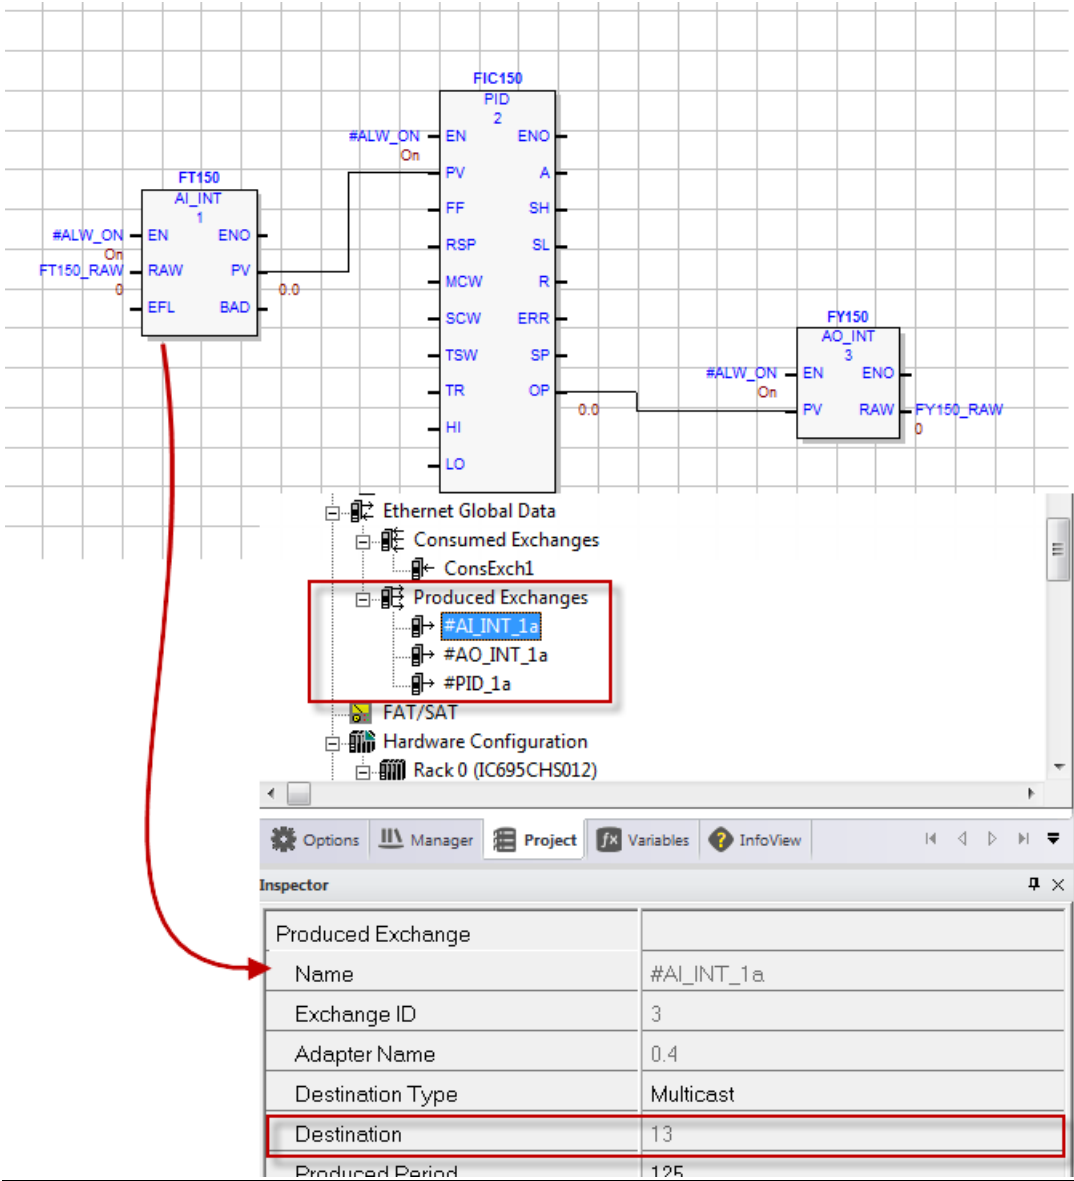 FIC150
PID
2
#ALW_ON EN ENO
On
PV A
FT150
AI_INT
1
FF SH
#ALW_ON EN ENO
On
RSP SL
FT150_RAW RAW PV
0 0.0
MCW R
EFL BAD
SCW ERR
FY150
AO_INT
3
TSW SP
#ALW_ON EN ENO
On
TR OP
0.0
PV RAW FY150_RAW
0
HI
LO
Ethernet Global Data
Consumed Exchanges
ConsExch1
Produced Exchanges
#AI_INT_1a
#AO_INT_1a
#PID_1a
FAT/SAT
Hardware Configuration
Rack 0 (IC695CHS012)
Options Manager Project Variables InfoView
Inspector
Produced Exchange
Name #AI_INT_1a
Exchange ID 3
Adapter Name 0.4
Destination Type Multicast
Destination 13
Produced Period 125